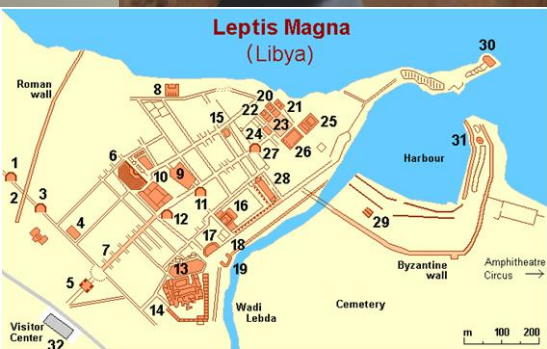 Leptis Magna
(Libya)
30
Roman
wall
8
20
21
22
23
25
15
24
26
27
31
Harbour
1
2
3
6
10
9
11
12
28
4
16
29
7
17
18
13
19
5
14
Byzantine
wall
Amphitheatre
Circus →
Wadi
Lebda
Cemetery
Visitor
Center
32
m 100 200